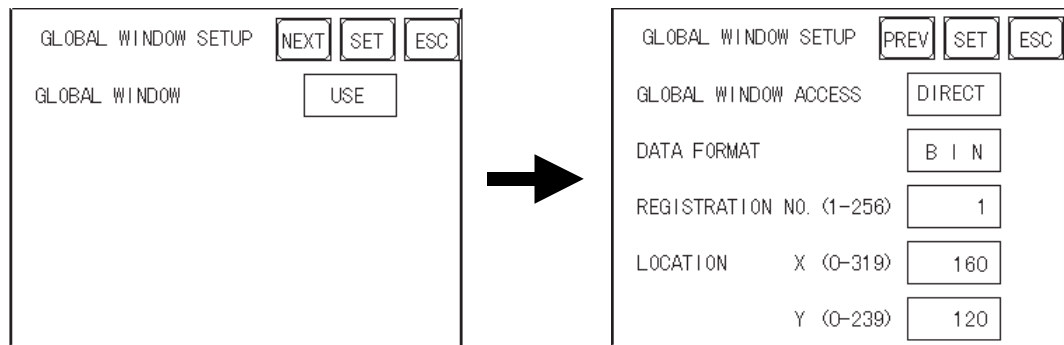 GLOBAL WINDOW SETUP NEXT SET ESC
GLOBAL WINDOW USE
GLOBAL WINDOW SETUP PREV SET ESC
GLOBAL WINDOW ACCESS DIRECT
DATA FORMAT B I N
REGISTRATION NO. (1-256) 1
LOCATION X (0-319) 160
Y (0-239) 120